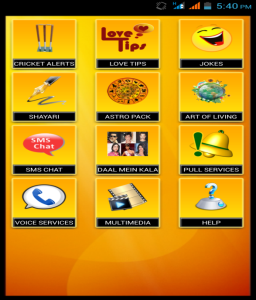 5:40 PM
Love Tips
CRICKET ALERTS LOVE TIPS JOKES
SHAYARI ASTRO PACK ART OF LIVING
SMS Chat
SMS CHAT DAAL MEIN KALA PULL SERVICES
VOICE SERVICES MULTIMEDIA HELP